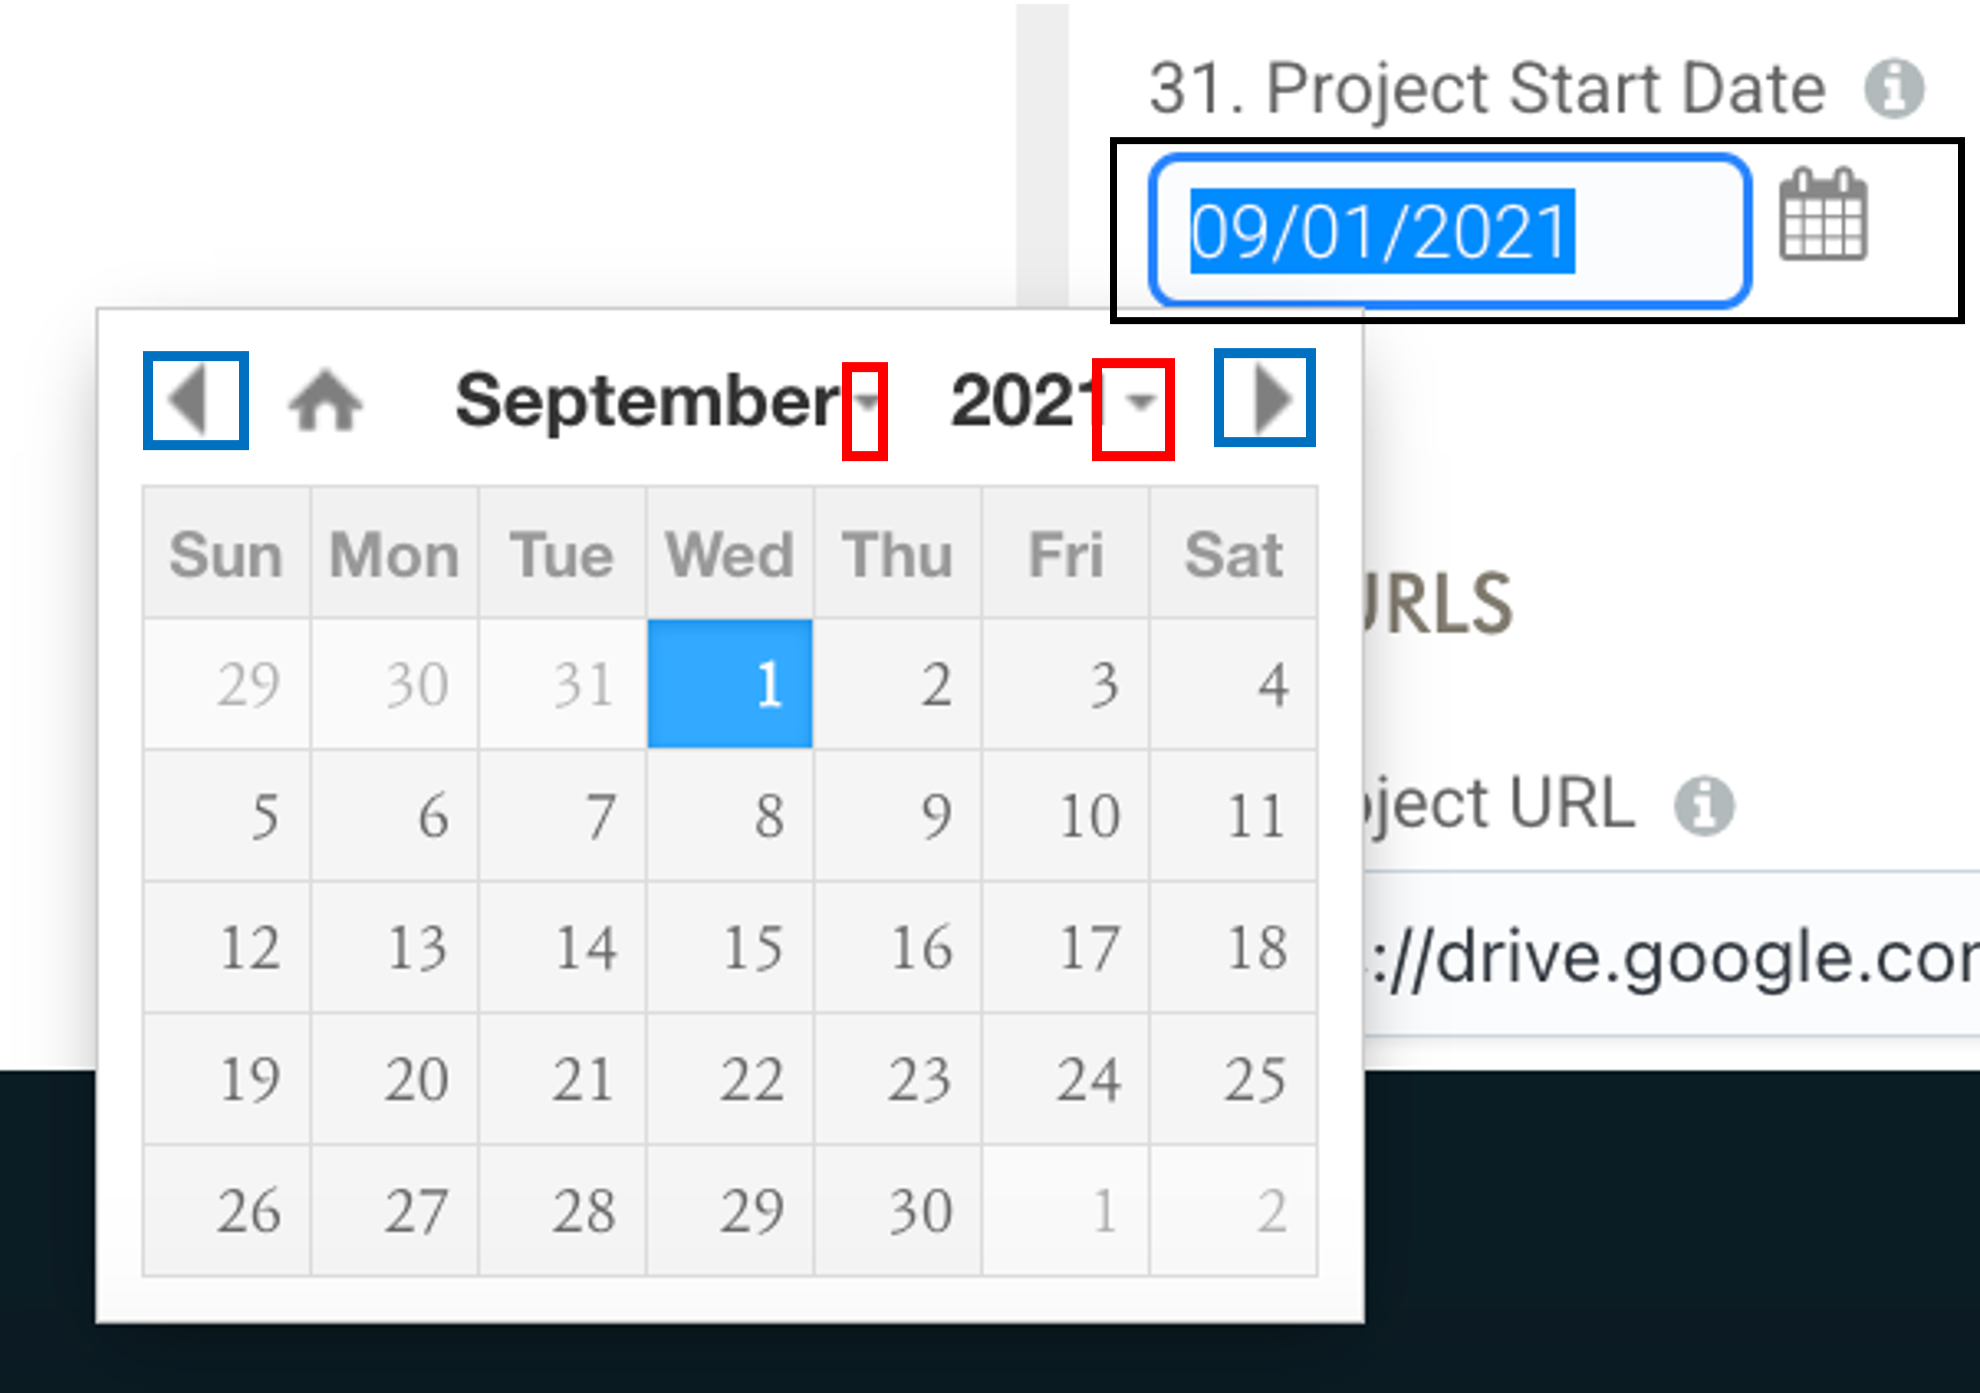 31. Project Start Date
09/01/2021
September 2021
Sun Mon Tue Wed Thu Fri Sat
29 30 31 1 2 3 4
5 6 7 8 9 10 11
12 13 14 15 16 17 18
19 20 21 22 23 24 25
26 27 28 29 30 1 2
URLS
ject URL
://drive.google.co